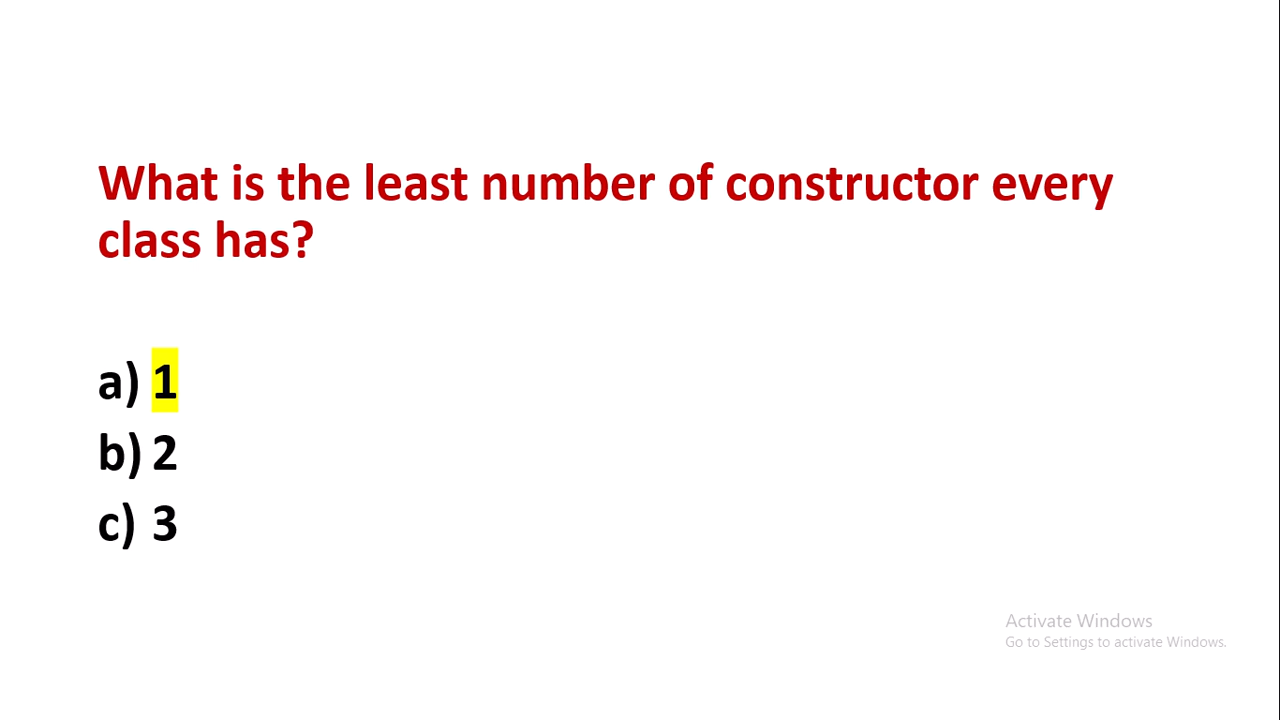 What is the least number of constructor every
class has?
a) 1
b) 2
c) 3
Activate Windows
Go to Settings to activate Windows.